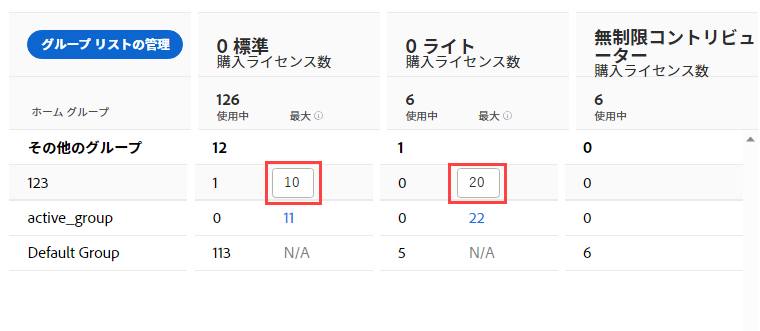 グループ リストの管理
0 標準
購入ライセンス数
0 ライト
購入ライセンス数
無制限コントリビュ
ーター
購入ライセンス数
ホーム グループ
126
使用中 最大
6
使用中 最大
6
使用中
その他のグループ 12 1 0
123 1 10 0 20 0
active_group 0 11 0 22 0
Default Group 113 N/A 5 N/A 6